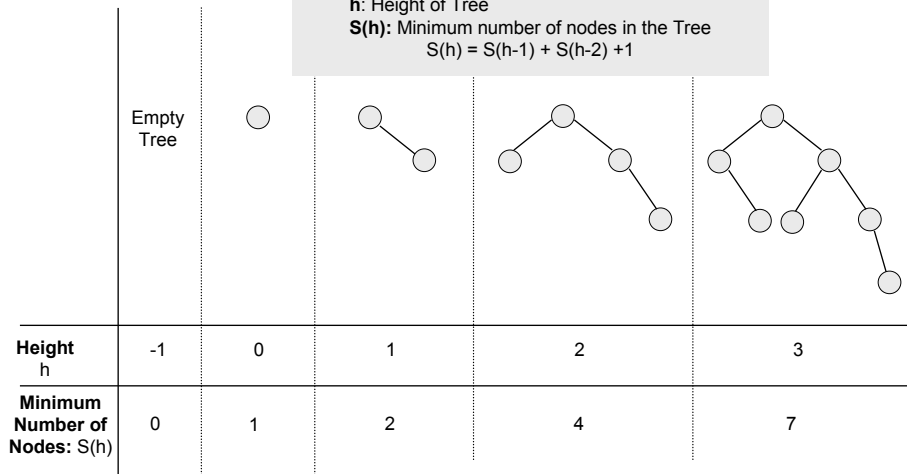 h: Height of Tree
S(h): Minimum number of nodes in the Tree
S(h) = S(h-1) + S(h-2) +1
Empty
Tree
Height
h
-1
0
1
2
3
Minimum
Number of
Nodes: S(h)
0
1
2
4
7